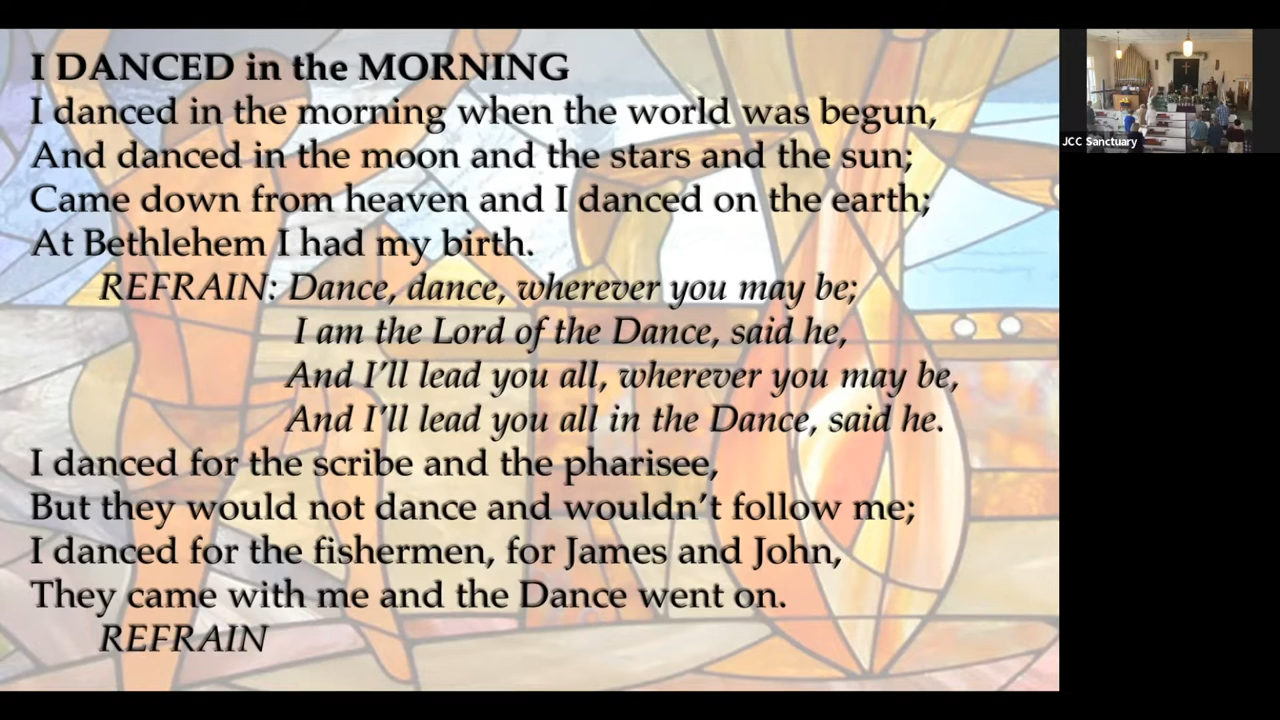 I DANCED in the MORNING
I danced in the morning when the world was begun,
And danced in the moon and the stars and the sun;
Came down from heaven and I danced on the earth;
At Bethlehem I had my birth.
REFRAIN: Dance, dance, wherever you may be;
I am the Lord of the Dance, said he,
And I’ll lead you all, wherever you may be,
And I’ll lead you all in the Dance, said he.
I danced for the scribe and the pharisee,
But they would not dance and wouldn’t follow me;
I danced for the fishermen, for James and John,
They came with me and the Dance went on.
REFRAIN
JCC Sanctuary